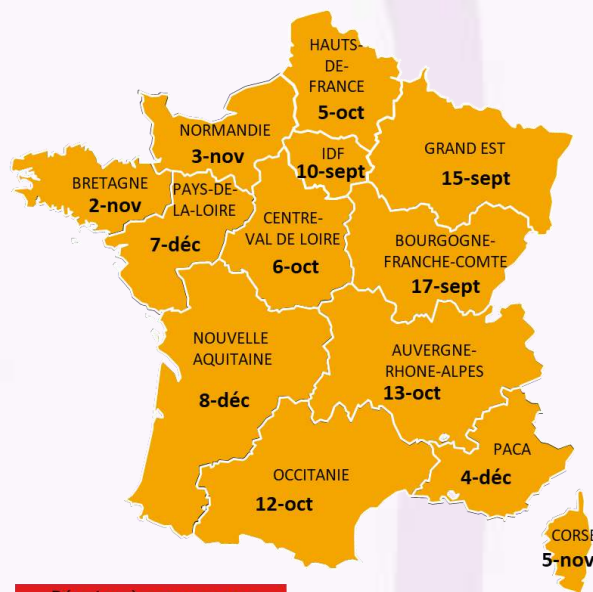 HAUTS-
DE-
FRANCE
5-oct
NORMANDIE
3-nov
IDF
10-sept
GRAND EST
15-sept
BRETAGNE
2-nov
PAYS-DE-
LA-LOIRE
7-déc
CENTRE-
VAL DE LOIRE
6-oct
BOURGOGNE-
FRANCHE-COMTE
17-sept
NOUVELLE
AQUITAINE
8-déc
AUVERGNE-
RHONE-ALPES
13-oct
OCCITANIE
12-oct
PACA
4-déc
CORSE
5-nov